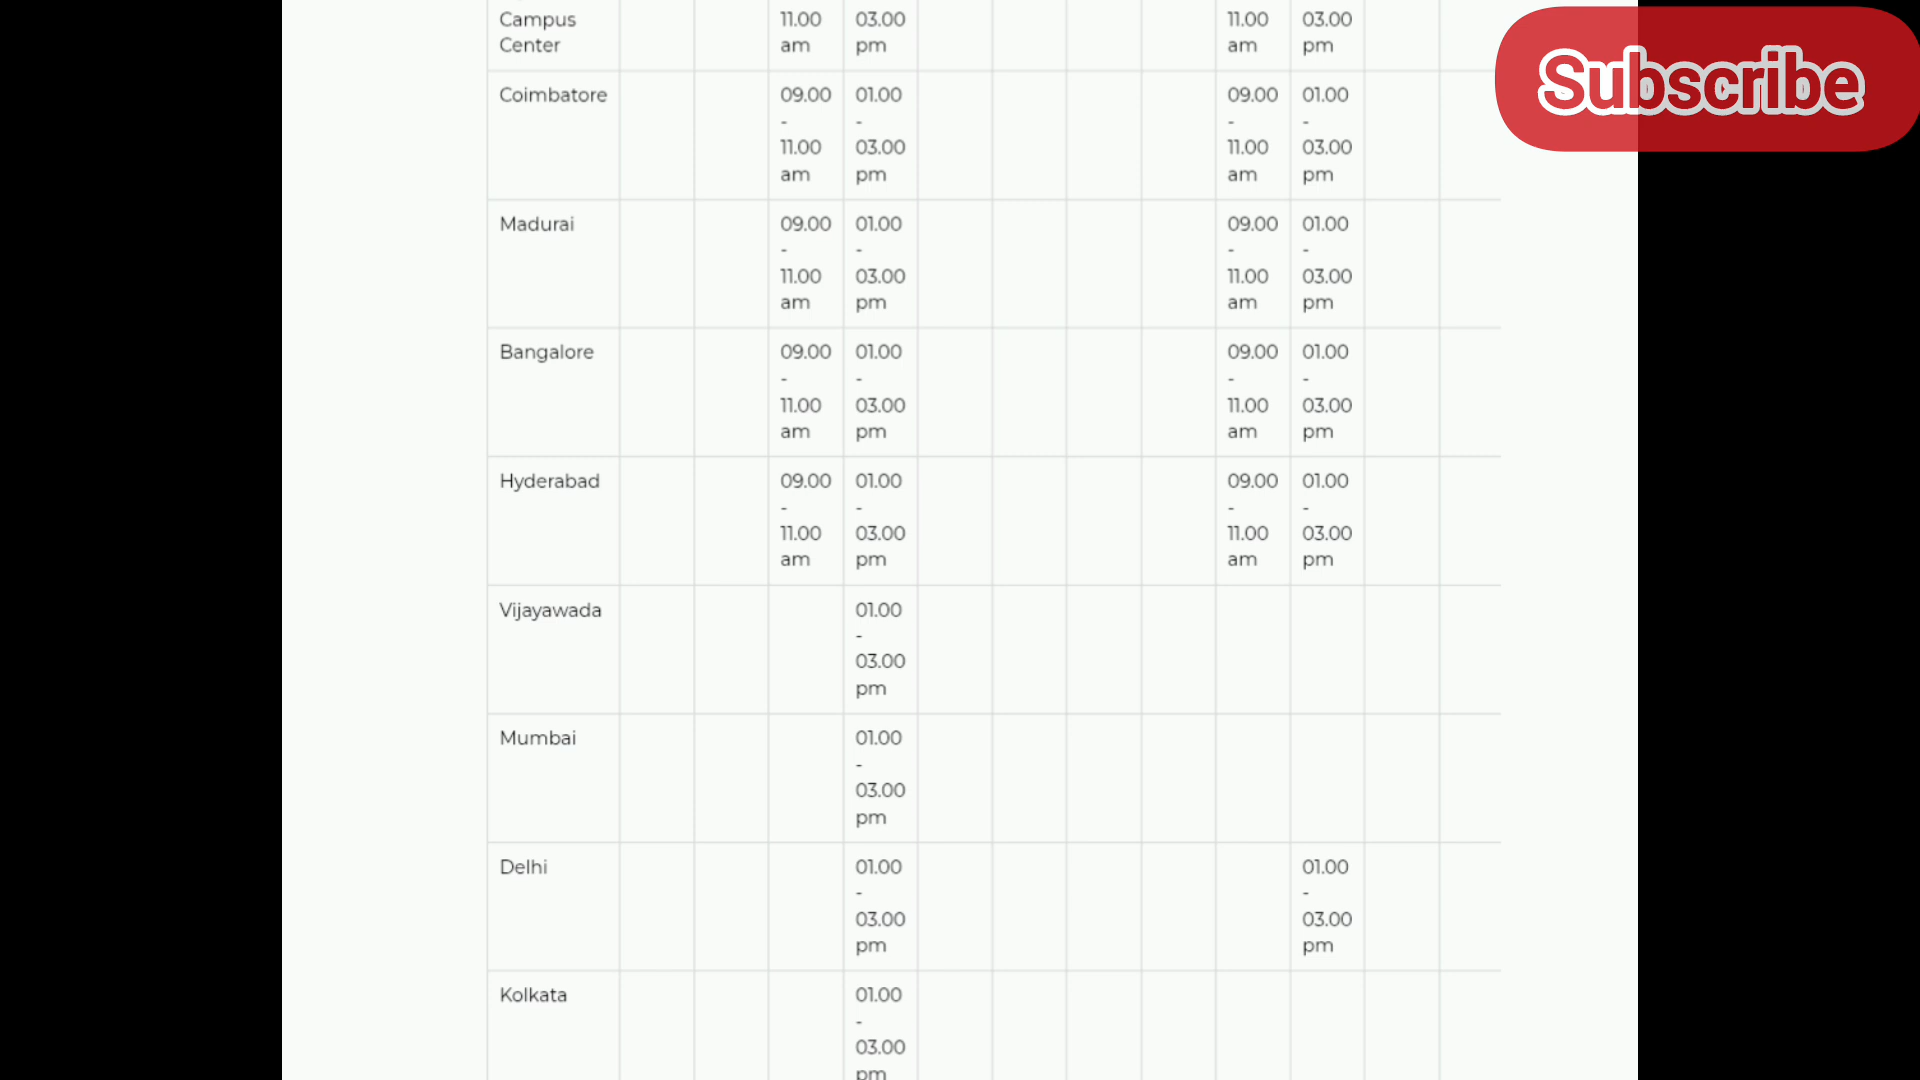 Campus 11.00 03.00 11.00 03.00
Center am pm am pm
Subscribe
Coimbatore 09.00 01.00 09.00 01.00
- - - -
11.00 03.00 11.00 03.00
am pm am pm
Madurai 09.00 01.00 09.00 01.00
- - - -
11.00 03.00 11.00 03.00
am pm am pm
Bangalore 09.00 01.00 09.00 01.00
- - - -
11.00 03.00 11.00 03.00
am pm am pm
Hyderabad 09.00 01.00 09.00 01.00
- - - -
11.00 03.00 11.00 03.00
am pm am pm
Vijayawada 01.00
-
03.00
pm
Mumbai 01.00
-
03.00
pm
Delhi 01.00 01.00
- -
03.00 03.00
pm pm
Kolkata 01.00
-
03.00
pm